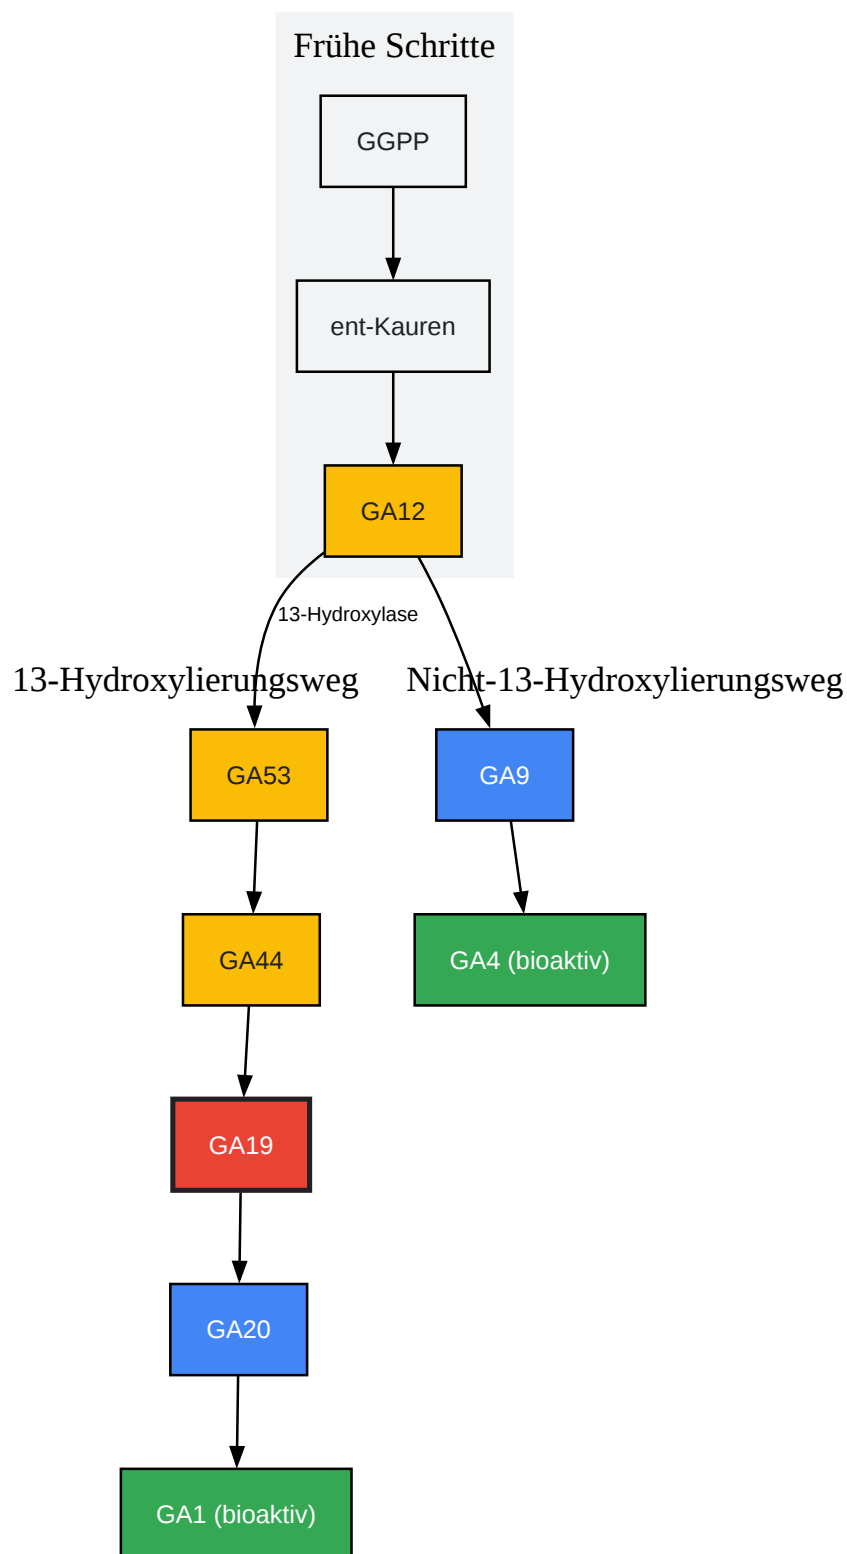 Frühe Schritte
GGPP
ent-Kauren
GA12
13-Hydroxylase
13-Hydroxylierungsweg
Nicht-13-Hydroxylierungsweg
GA53
GA9
GA44
GA4 (bioaktiv)
GA19
GA20
GA1 (bioaktiv)